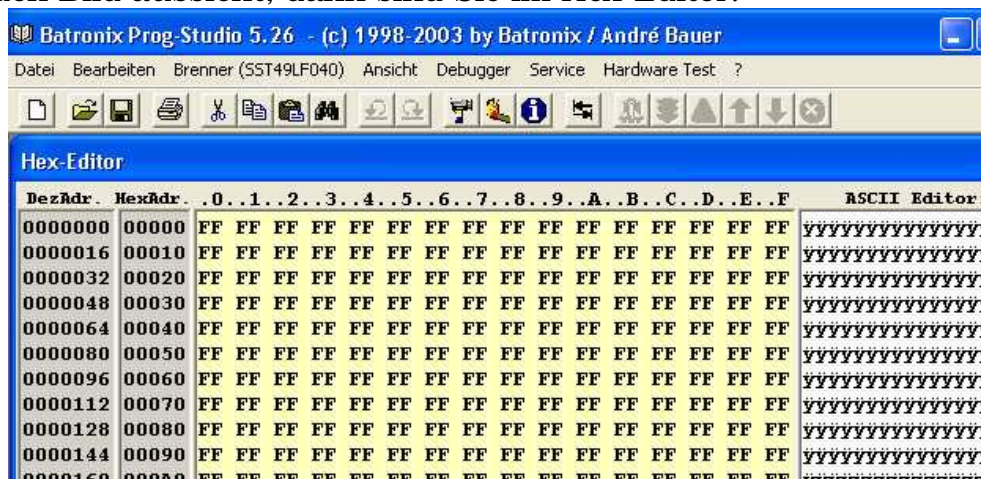 Bild aussieht, dann sind Sie im Hex-Editor.
Batronix Prog-Studio 5.26 - (c) 1998-2003 by Batronix / André Bauer
Datei Bearbeiten Brenner (SST49LF040) Ansicht Debugger Service Hardware Test ?
Hex-Editor
DezAdr. HexAdr. .0..1..2..3..4..5..6..7..8..9..A..B..C..D..E..F ASCII Editor
0000000 00000 FF FF FF FF FF FF FF FF FF FF FF FF FF FF FF FF ÿÿÿÿÿÿÿÿÿÿÿÿÿÿ
0000016 00010 FF FF FF FF FF FF FF FF FF FF FF FF FF FF FF FF ÿÿÿÿÿÿÿÿÿÿÿÿÿÿ
0000032 00020 FF FF FF FF FF FF FF FF FF FF FF FF FF FF FF FF ÿÿÿÿÿÿÿÿÿÿÿÿÿÿ
0000048 00030 FF FF FF FF FF FF FF FF FF FF FF FF FF FF FF FF ÿÿÿÿÿÿÿÿÿÿÿÿÿÿ
0000064 00040 FF FF FF FF FF FF FF FF FF FF FF FF FF FF FF FF ÿÿÿÿÿÿÿÿÿÿÿÿÿÿ
0000080 00050 FF FF FF FF FF FF FF FF FF FF FF FF FF FF FF FF ÿÿÿÿÿÿÿÿÿÿÿÿÿÿ
0000096 00060 FF FF FF FF FF FF FF FF FF FF FF FF FF FF FF FF ÿÿÿÿÿÿÿÿÿÿÿÿÿÿ
0000112 00070 FF FF FF FF FF FF FF FF FF FF FF FF FF FF FF FF ÿÿÿÿÿÿÿÿÿÿÿÿÿÿ
0000128 00080 FF FF FF FF FF FF FF FF FF FF FF FF FF FF FF FF ÿÿÿÿÿÿÿÿÿÿÿÿÿÿ
0000144 00090 FF FF FF FF FF FF FF FF FF FF FF FF FF FF FF FF ÿÿÿÿÿÿÿÿÿÿÿÿÿÿ